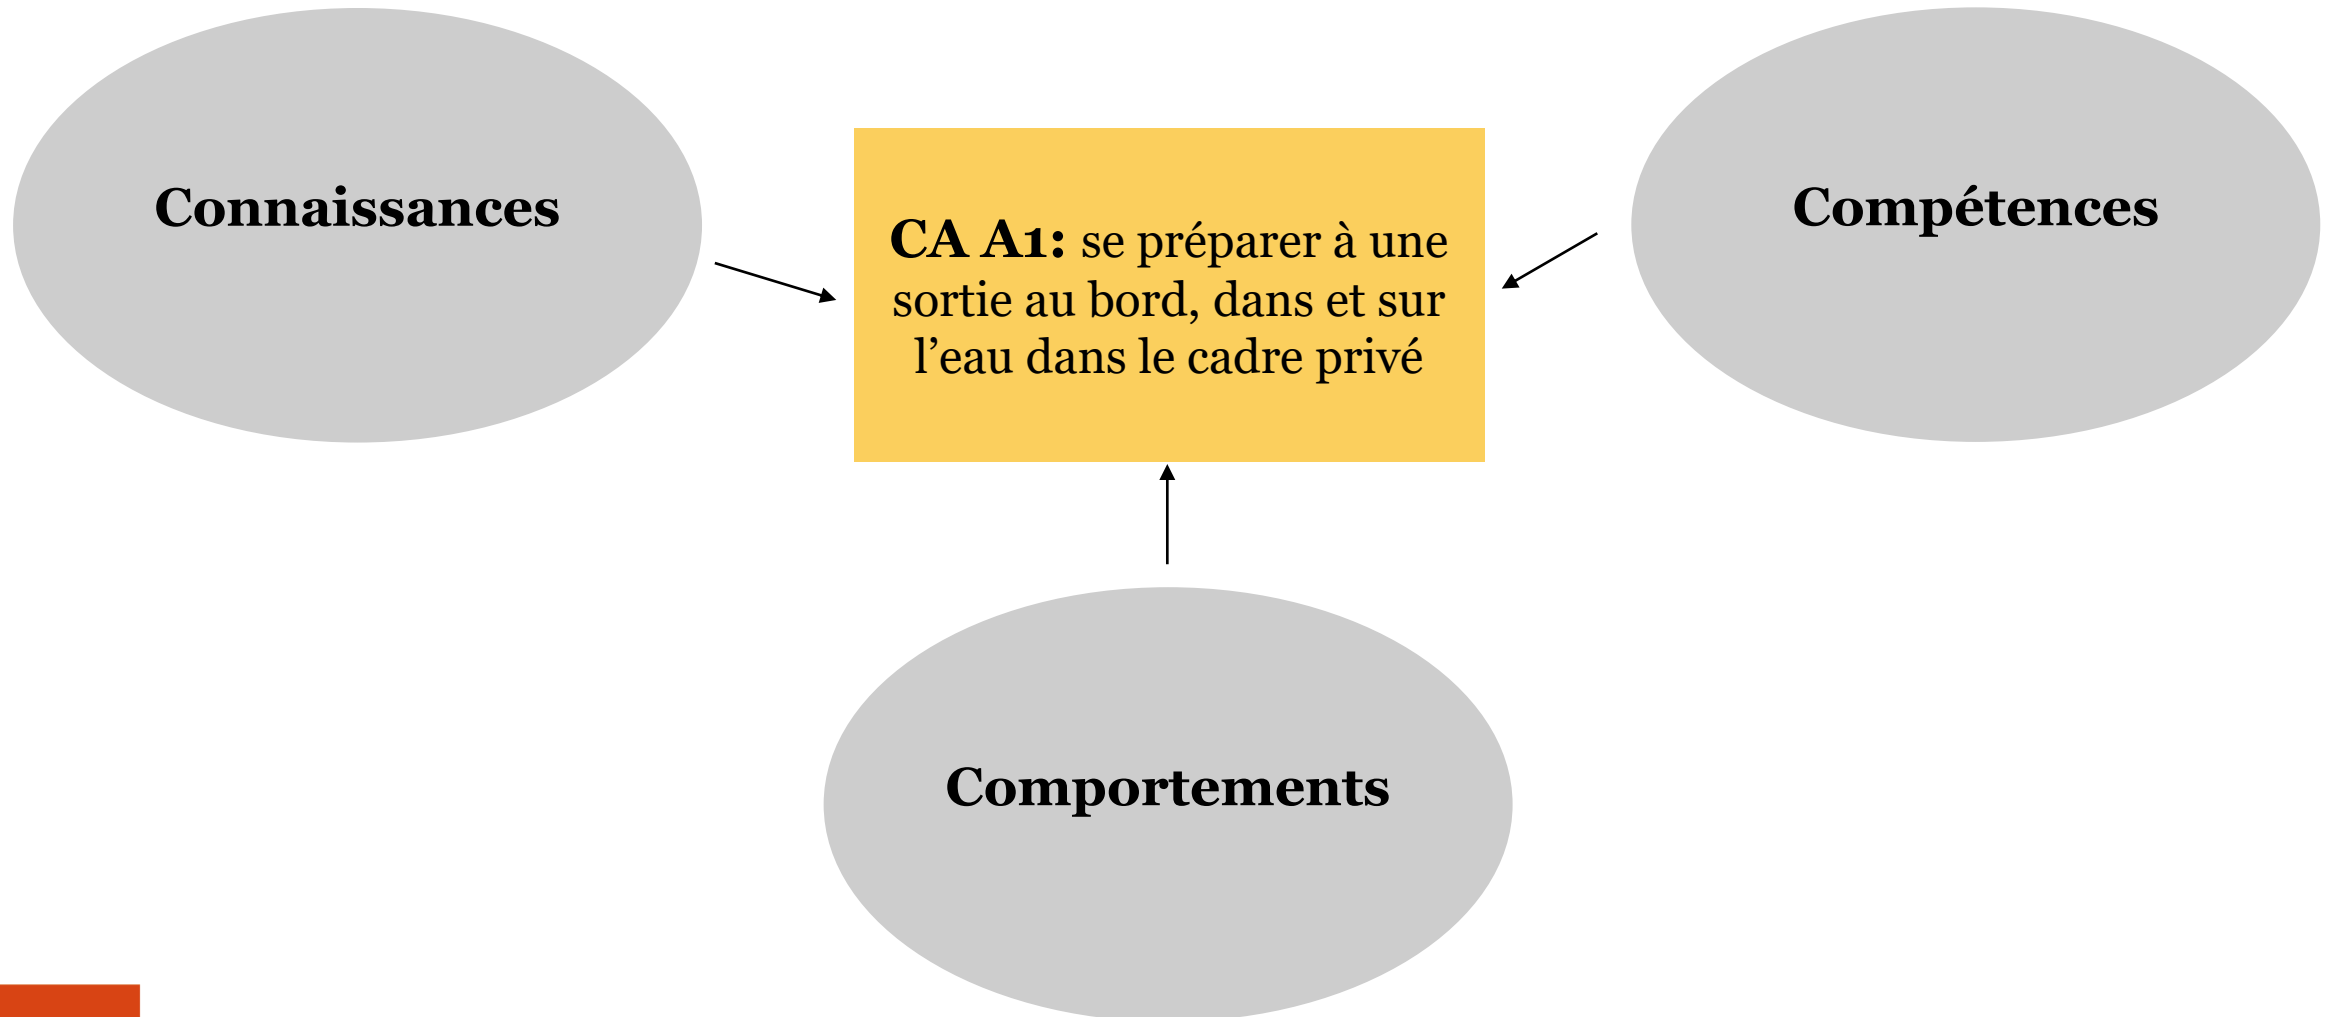 Connaissances
CA A1: se préparer à une
sortie au bord, dans et sur
l’eau dans le cadre privé
Compétences
Comportements